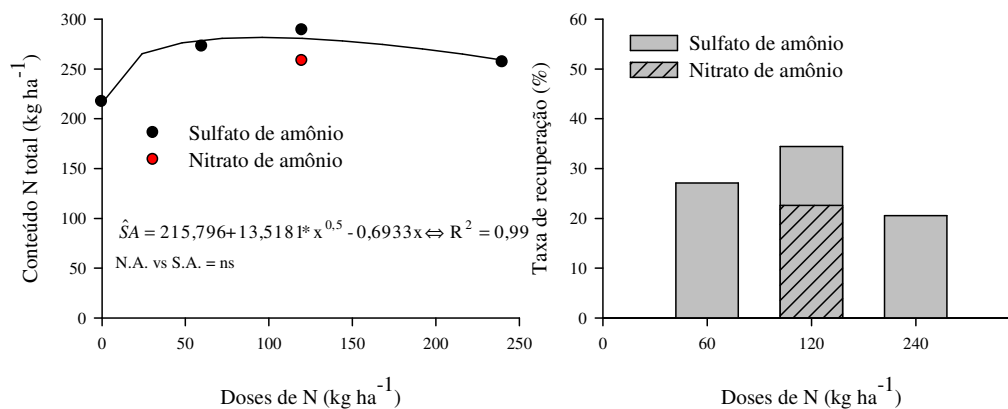 300
250
200
150
100
50
0
Conteúdo N total (kg ha⁻¹)
Sulfato de amônio
Nitrato de amônio
ŜA = 215,796+13,5181* x^0,5 - 0,6933x ⇔ R² = 0,99
N.A. vs S.A. = ns
0 50 100 150 200 250
Doses de N (kg ha⁻¹)
60
50
40
30
20
10
0
Taxa de recuperação (%)
Sulfato de amônio
Nitrato de amônio
0 60 120 240
Doses de N (kg ha⁻¹)